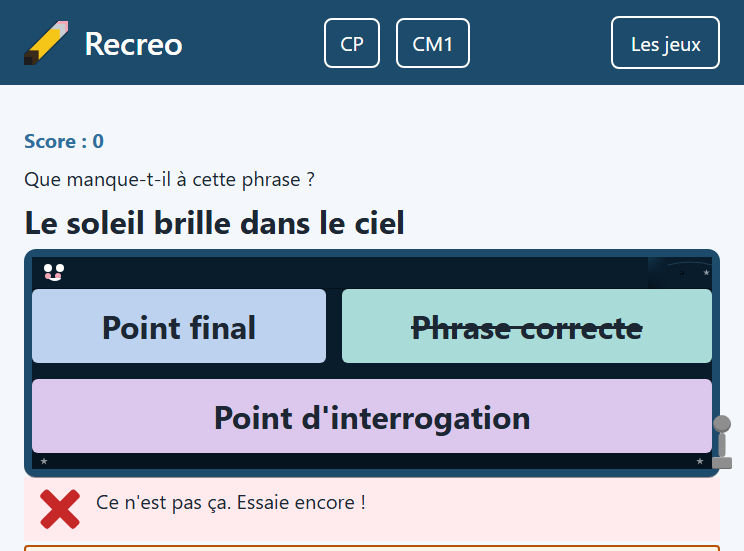 Recreo
CP
CM1
Les jeux
Score : 0
Que manque-t-il à cette phrase ?
Le soleil brille dans le ciel
Point final
Phrase correcte
Point d'interrogation
Ce n'est pas ça. Essaie encore !